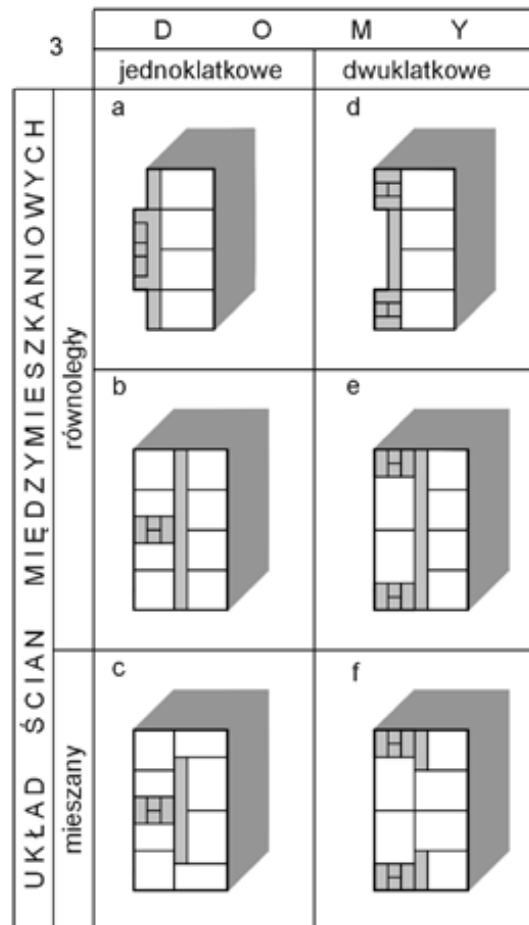 3
D O M Y
jednoklatkowe
dwuklatkowe
UKŁAD ŚCIAN MIĘDZYMIESZKANIOWYCH
równoległy
a
d
b
e
mieszany
c
f